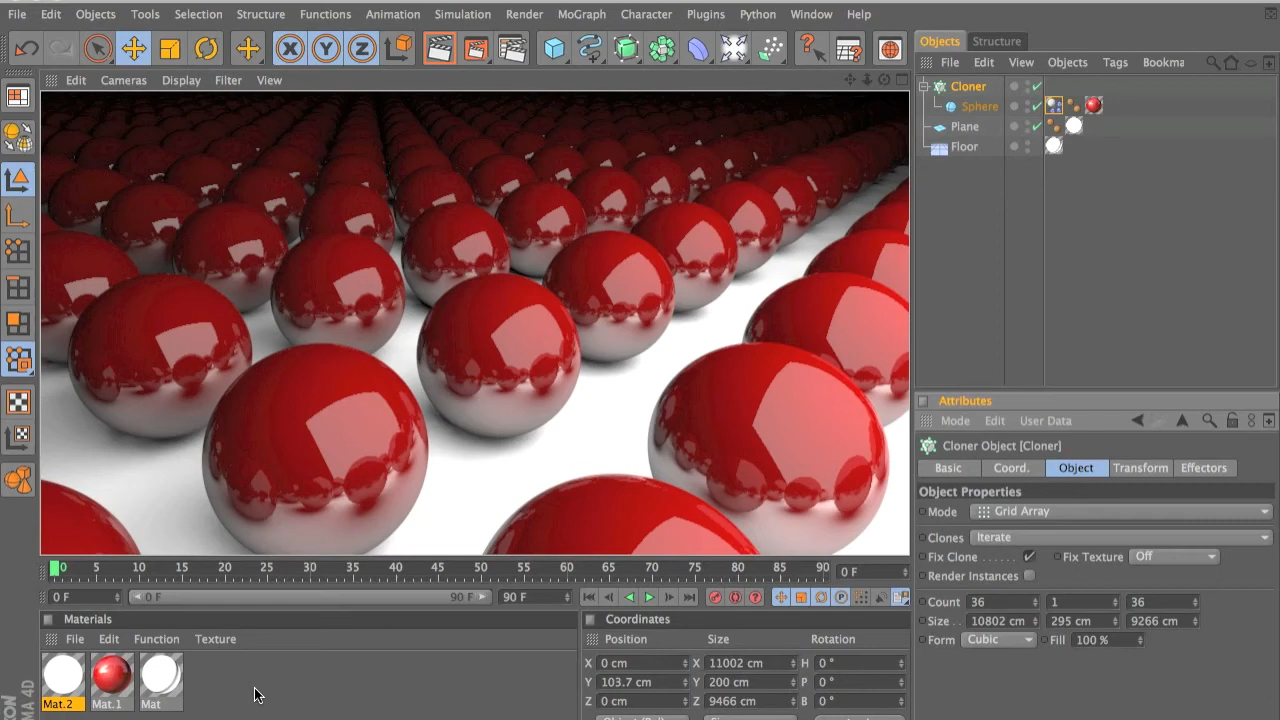 File Edit Objects Tools Selection Structure Functions Animation Simulation Render MoGraph Character Plugins Python Window Help
Objects Structure
File Edit View Objects Tags Bookma
Edit Cameras Display Filter View
Cloner
Sphere
Plane
Floor
Attributes
Mode Edit User Data
Cloner Object [Cloner]
Basic Coord. Object Transform Effectors
Object Properties
Mode Grid Array
Clones Iterate
Fix Clone Fix Texture Off
Render Instances
Count 36 1 36
Size 10802 cm 295 cm 9266 cm
Form Cubic Fill 100 %
0 5 10 15 20 25 30 35 40 45 50 55 60 65 70 75 80 85 90 0 F
0 F 0 F 90 F 90 F
Materials
File Edit Function Texture
Mat.2 Mat.1 Mat
Coordinates
Position Size Rotation
X 0 cm X 11002 cm H 0 °
Y 103.7 cm Y 200 cm P 0 °
Z 0 cm Z 9466 cm B 0 °